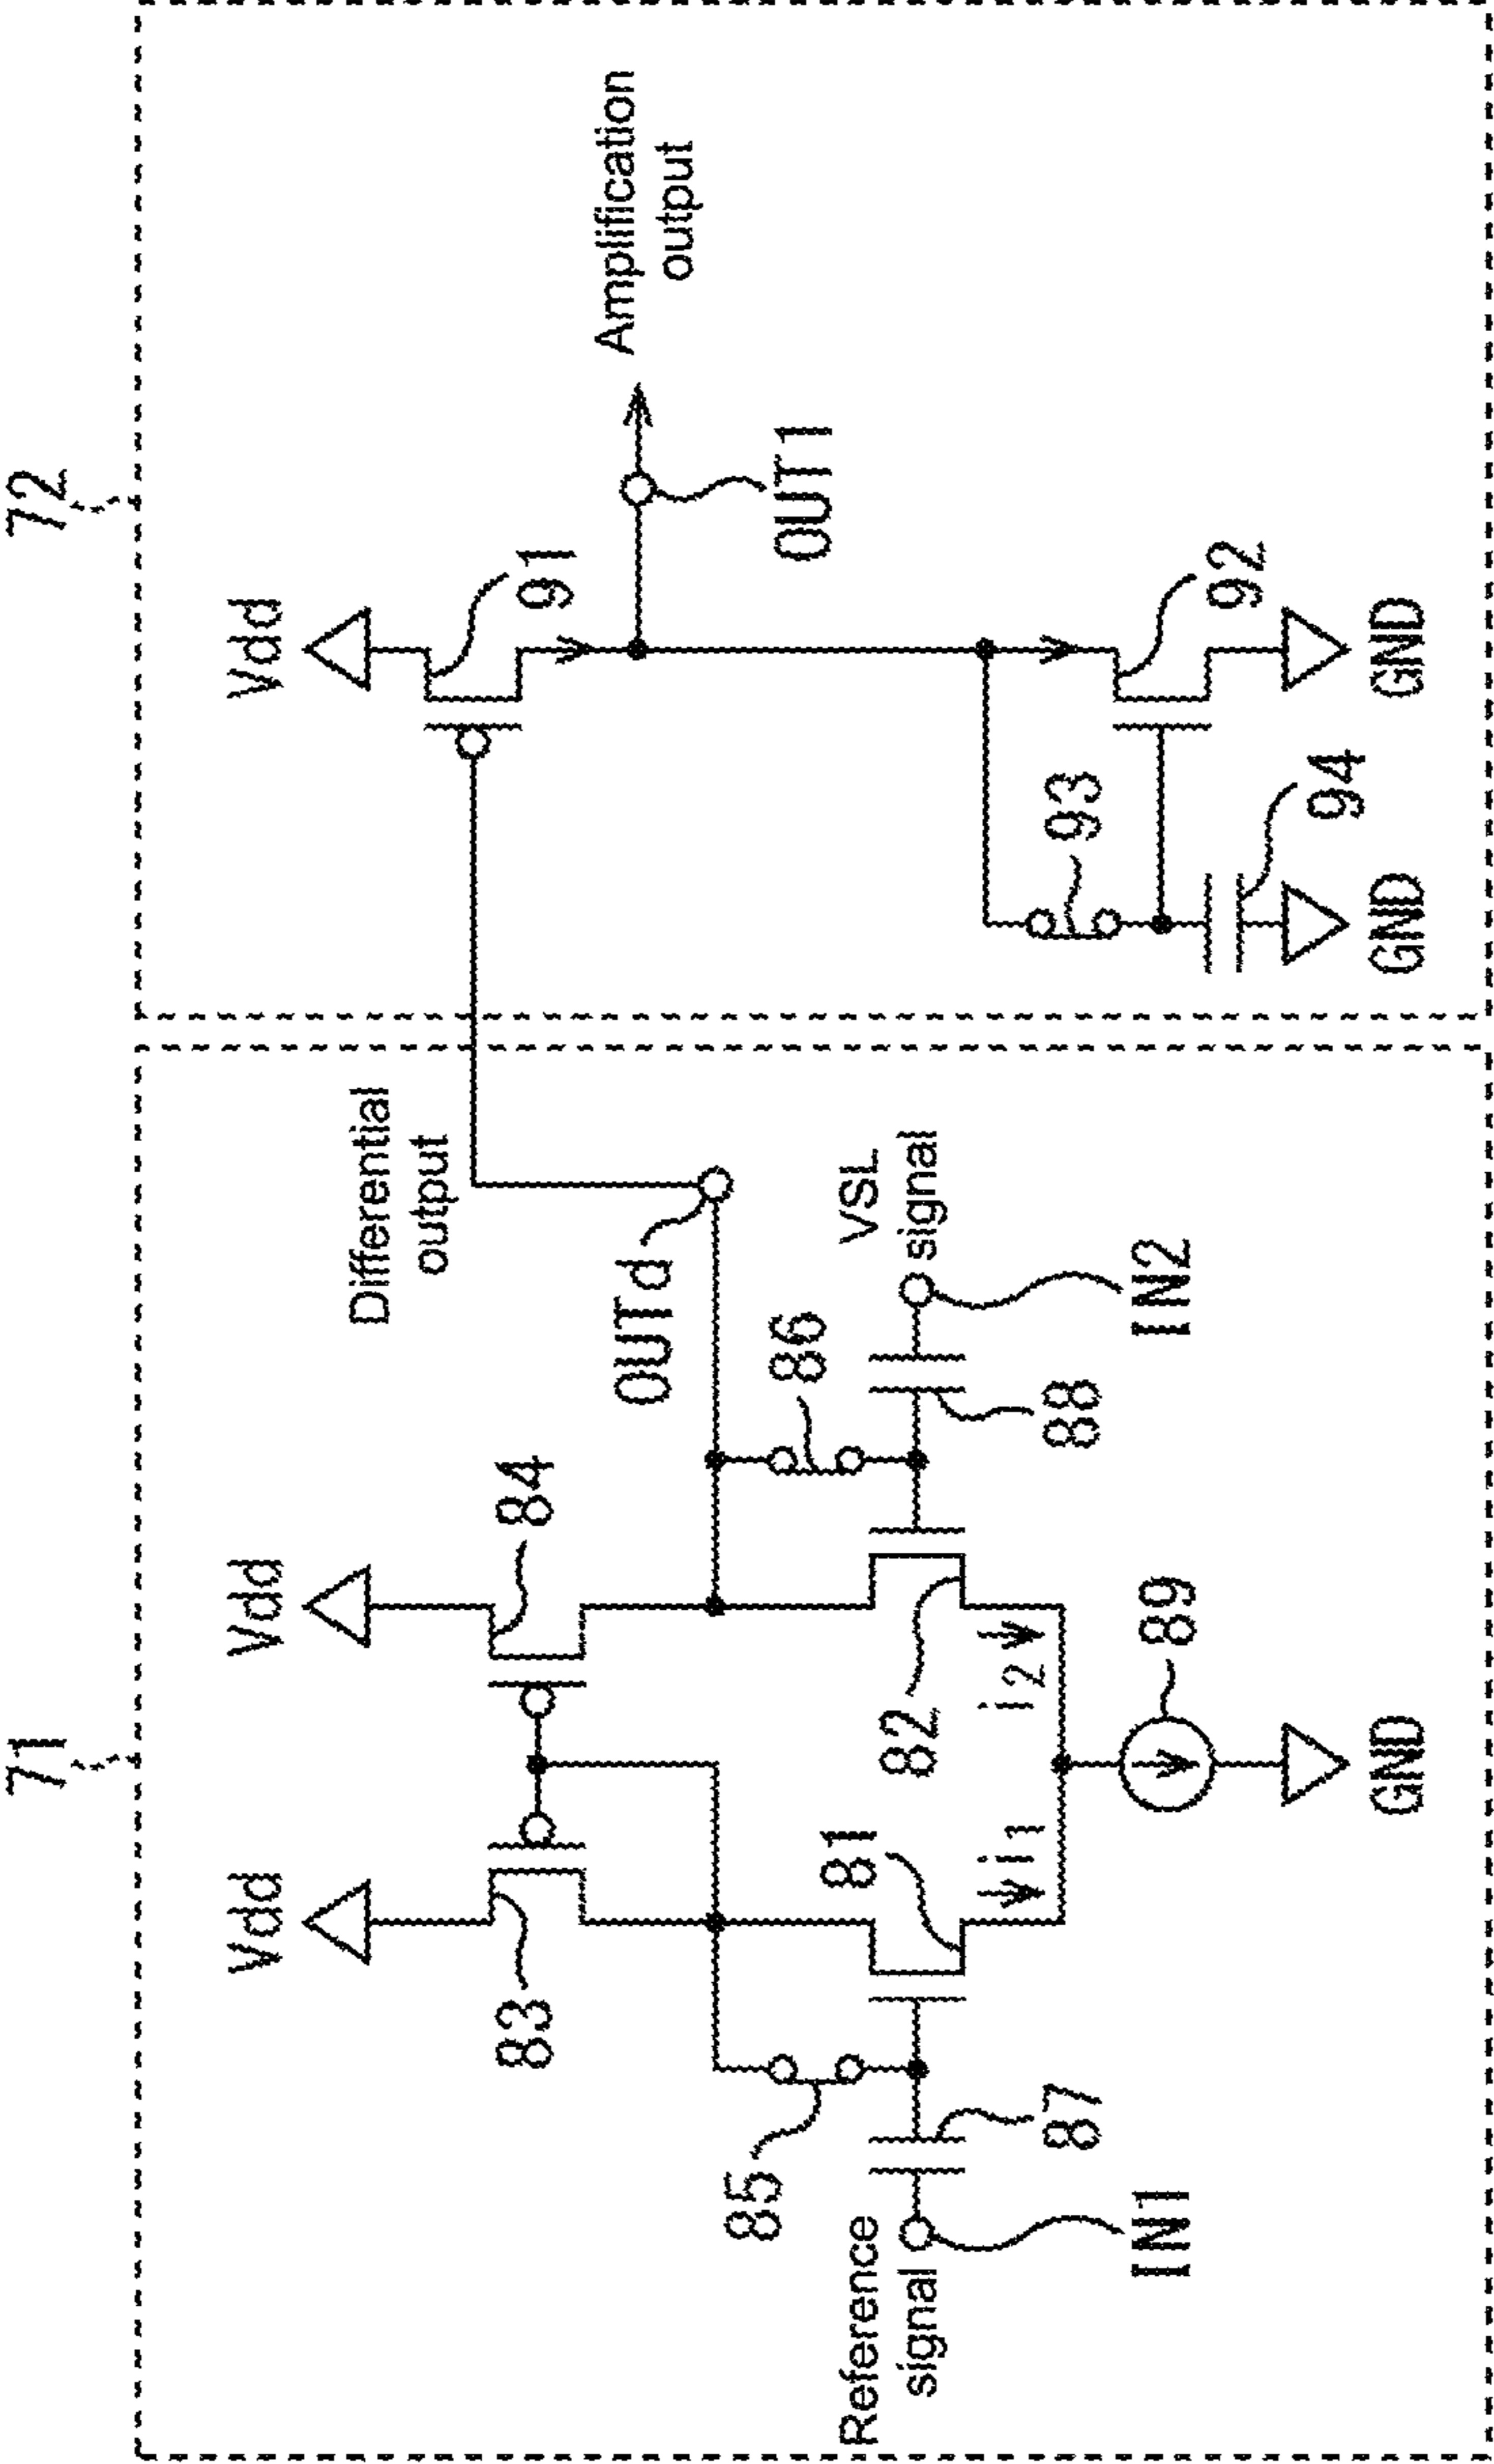 71
72
Vdd
Vdd
Vdd
83
84
91
Differential
output
Amplification
output
OUTd
OUT1
85
86
81
82
Reference
signal
VSL
signal
87
88
IN1
IN2
i1
i2
89
93
94
92
GND
GND
GND